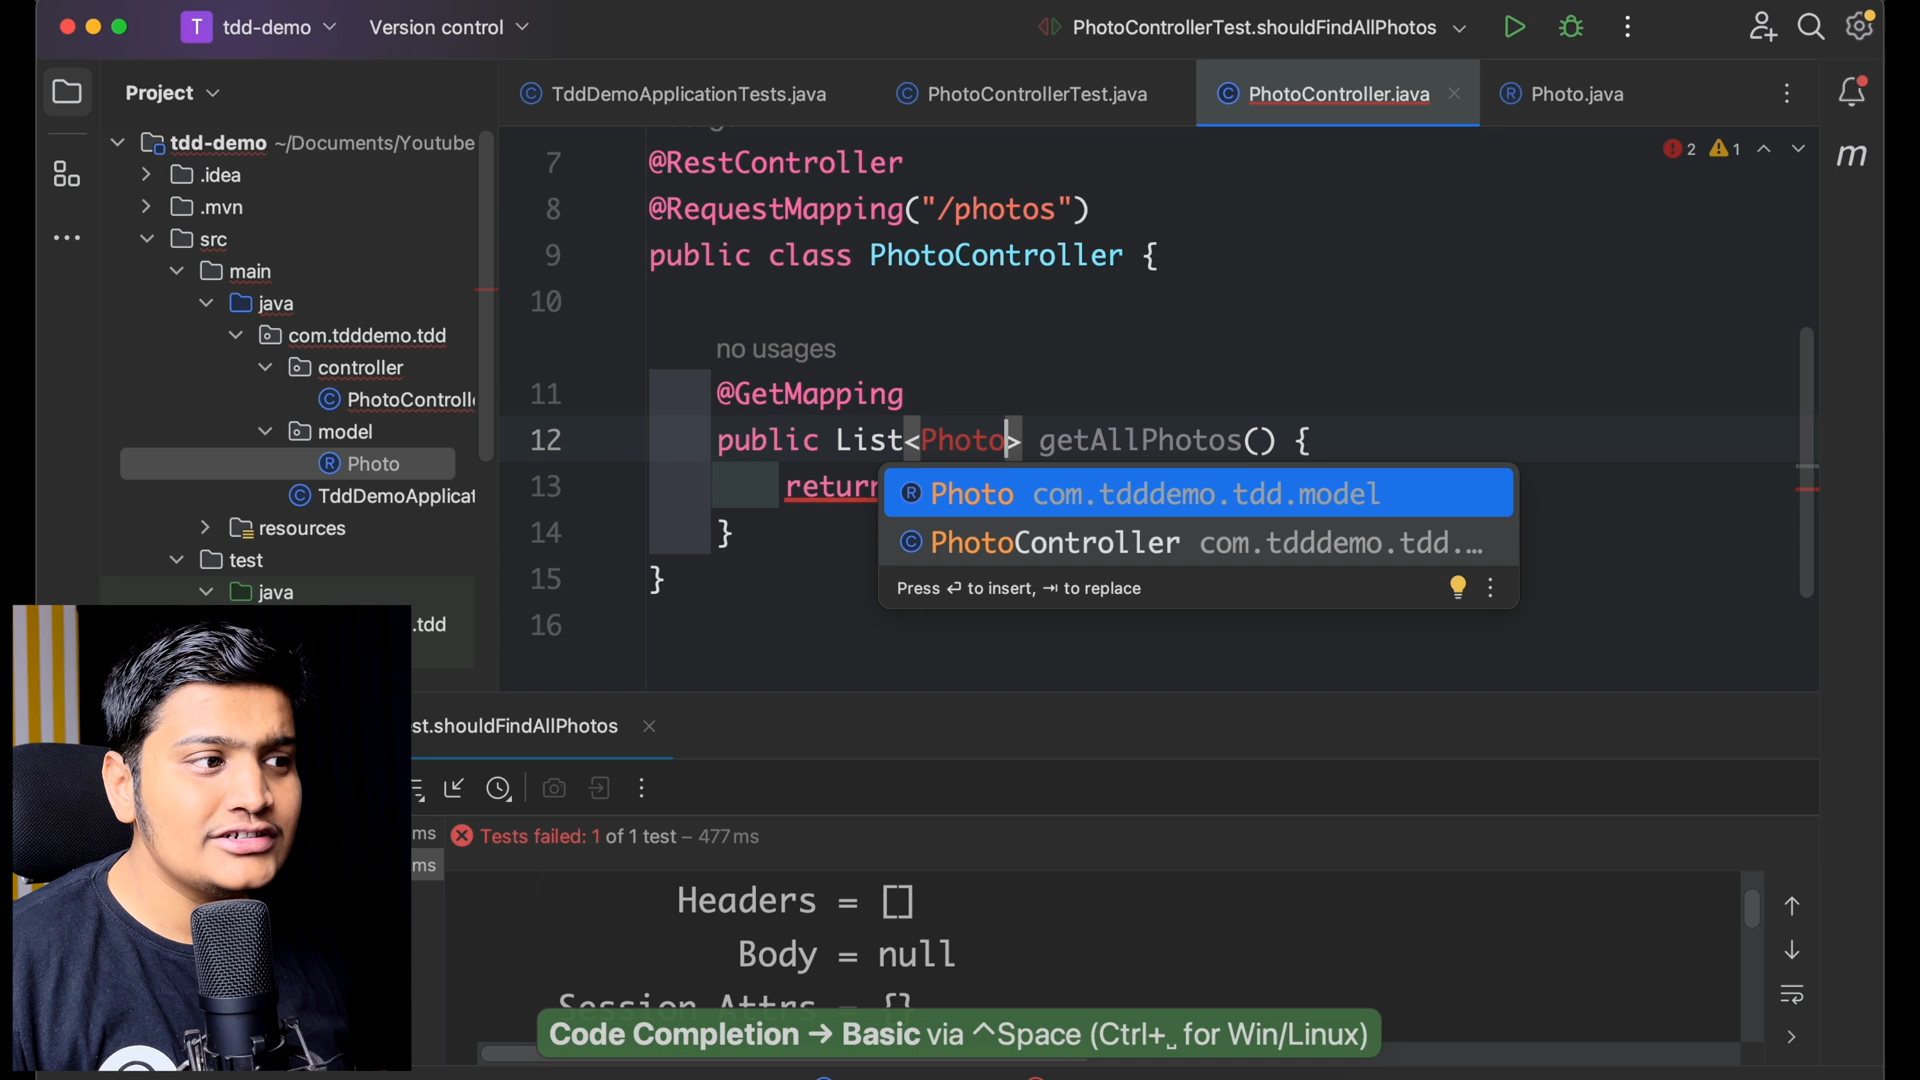 T tdd-demo Version control PhotoControllerTest.shouldFindAllPhotos
Project
TddDemoApplicationTests.java PhotoControllerTest.java PhotoController.java Photo.java
tdd-demo ~/Documents/Youtube
.idea
.mvn
src
main
java
com.tdddemo.tdd
controller
PhotoControll
model
Photo
TddDemoApplicat
resources
test
java
.tdd
2 1
m
7 @RestController
8 @RequestMapping("/photos")
9 public class PhotoController {
10
no usages
11 @GetMapping
12 public List<Photo> getAllPhotos() {
13 return
14 }
15 }
16
Photo com.tdddemo.tdd.model
PhotoController com.tdddemo.tdd....
Press ⏎ to insert, ⇥ to replace
st.shouldFindAllPhotos
ms
ms
Tests failed: 1 of 1 test – 477 ms
Headers = []
Body = null
Session Attrs = {}
Code Completion → Basic via ^Space (Ctrl+␣ for Win/Linux)